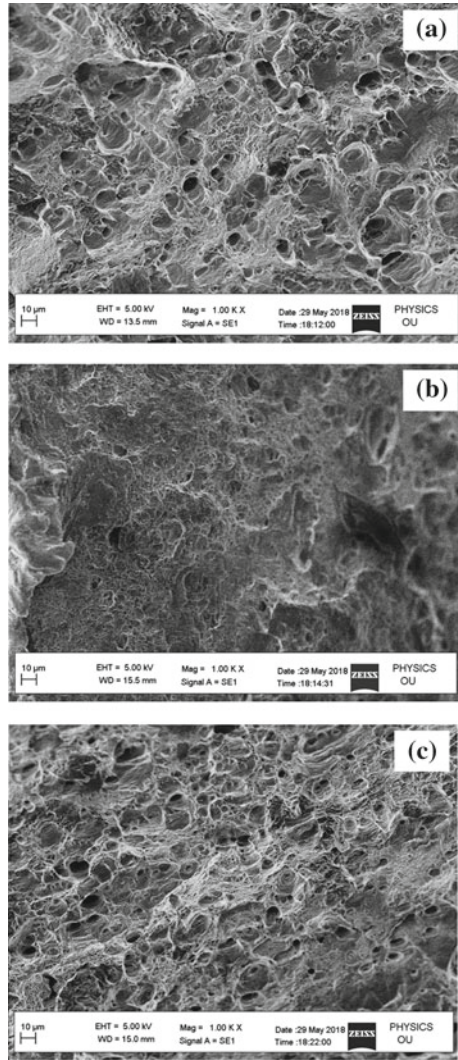 (a)
10 µm EHT = 5.00 kV Mag = 1.00 K X Date :29 May 2018 ZEISS PHYSICS
WD = 13.5 mm Signal A = SE1 Time :18:12:00 OU
(b)
10 µm EHT = 5.00 kV Mag = 1.00 K X Date :29 May 2018 ZEISS PHYSICS
WD = 15.5 mm Signal A = SE1 Time :18:14:31 OU
(c)
10 µm EHT = 5.00 kV Mag = 1.00 K X Date :29 May 2018 ZEISS PHYSICS
WD = 15.0 mm Signal A = SE1 Time :18:22:00 OU